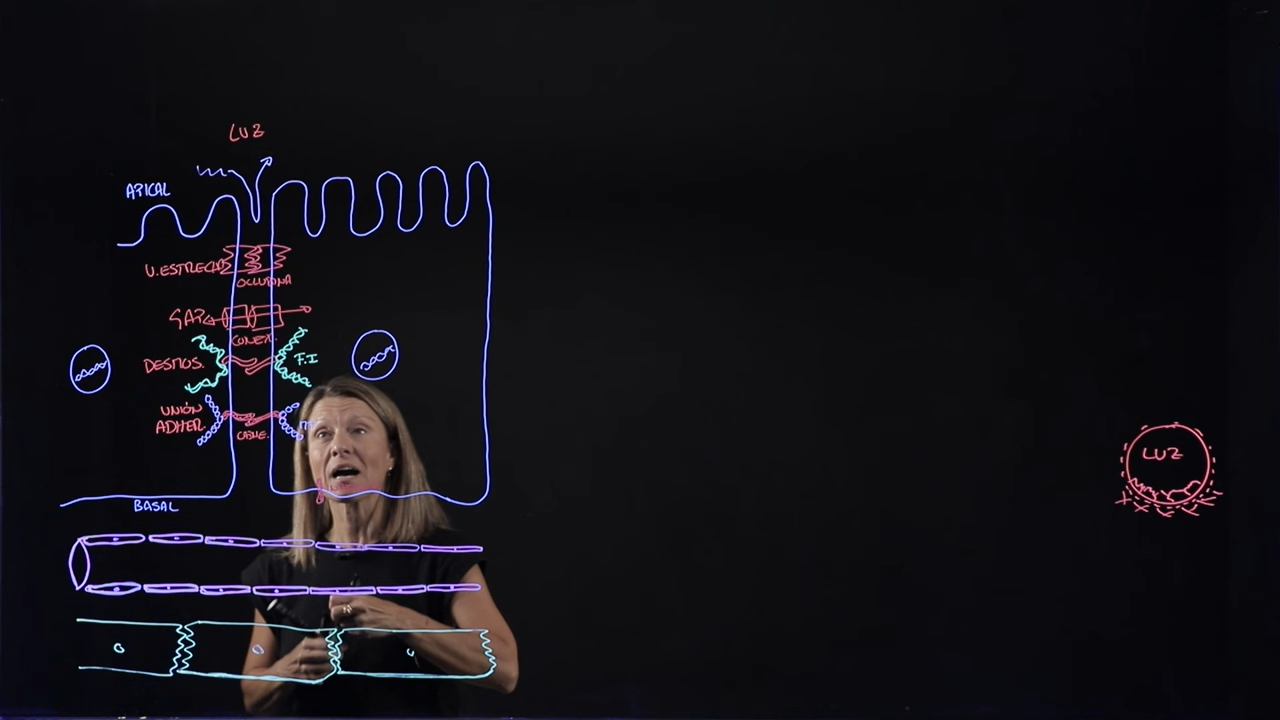 LUZ
APICAL
U.ESTRECHA
OCLUDINA
GAP
CONEX.
DESMOS.
F.I
UNIÓN
ADHER.
CADHE.
BASAL
LUZ